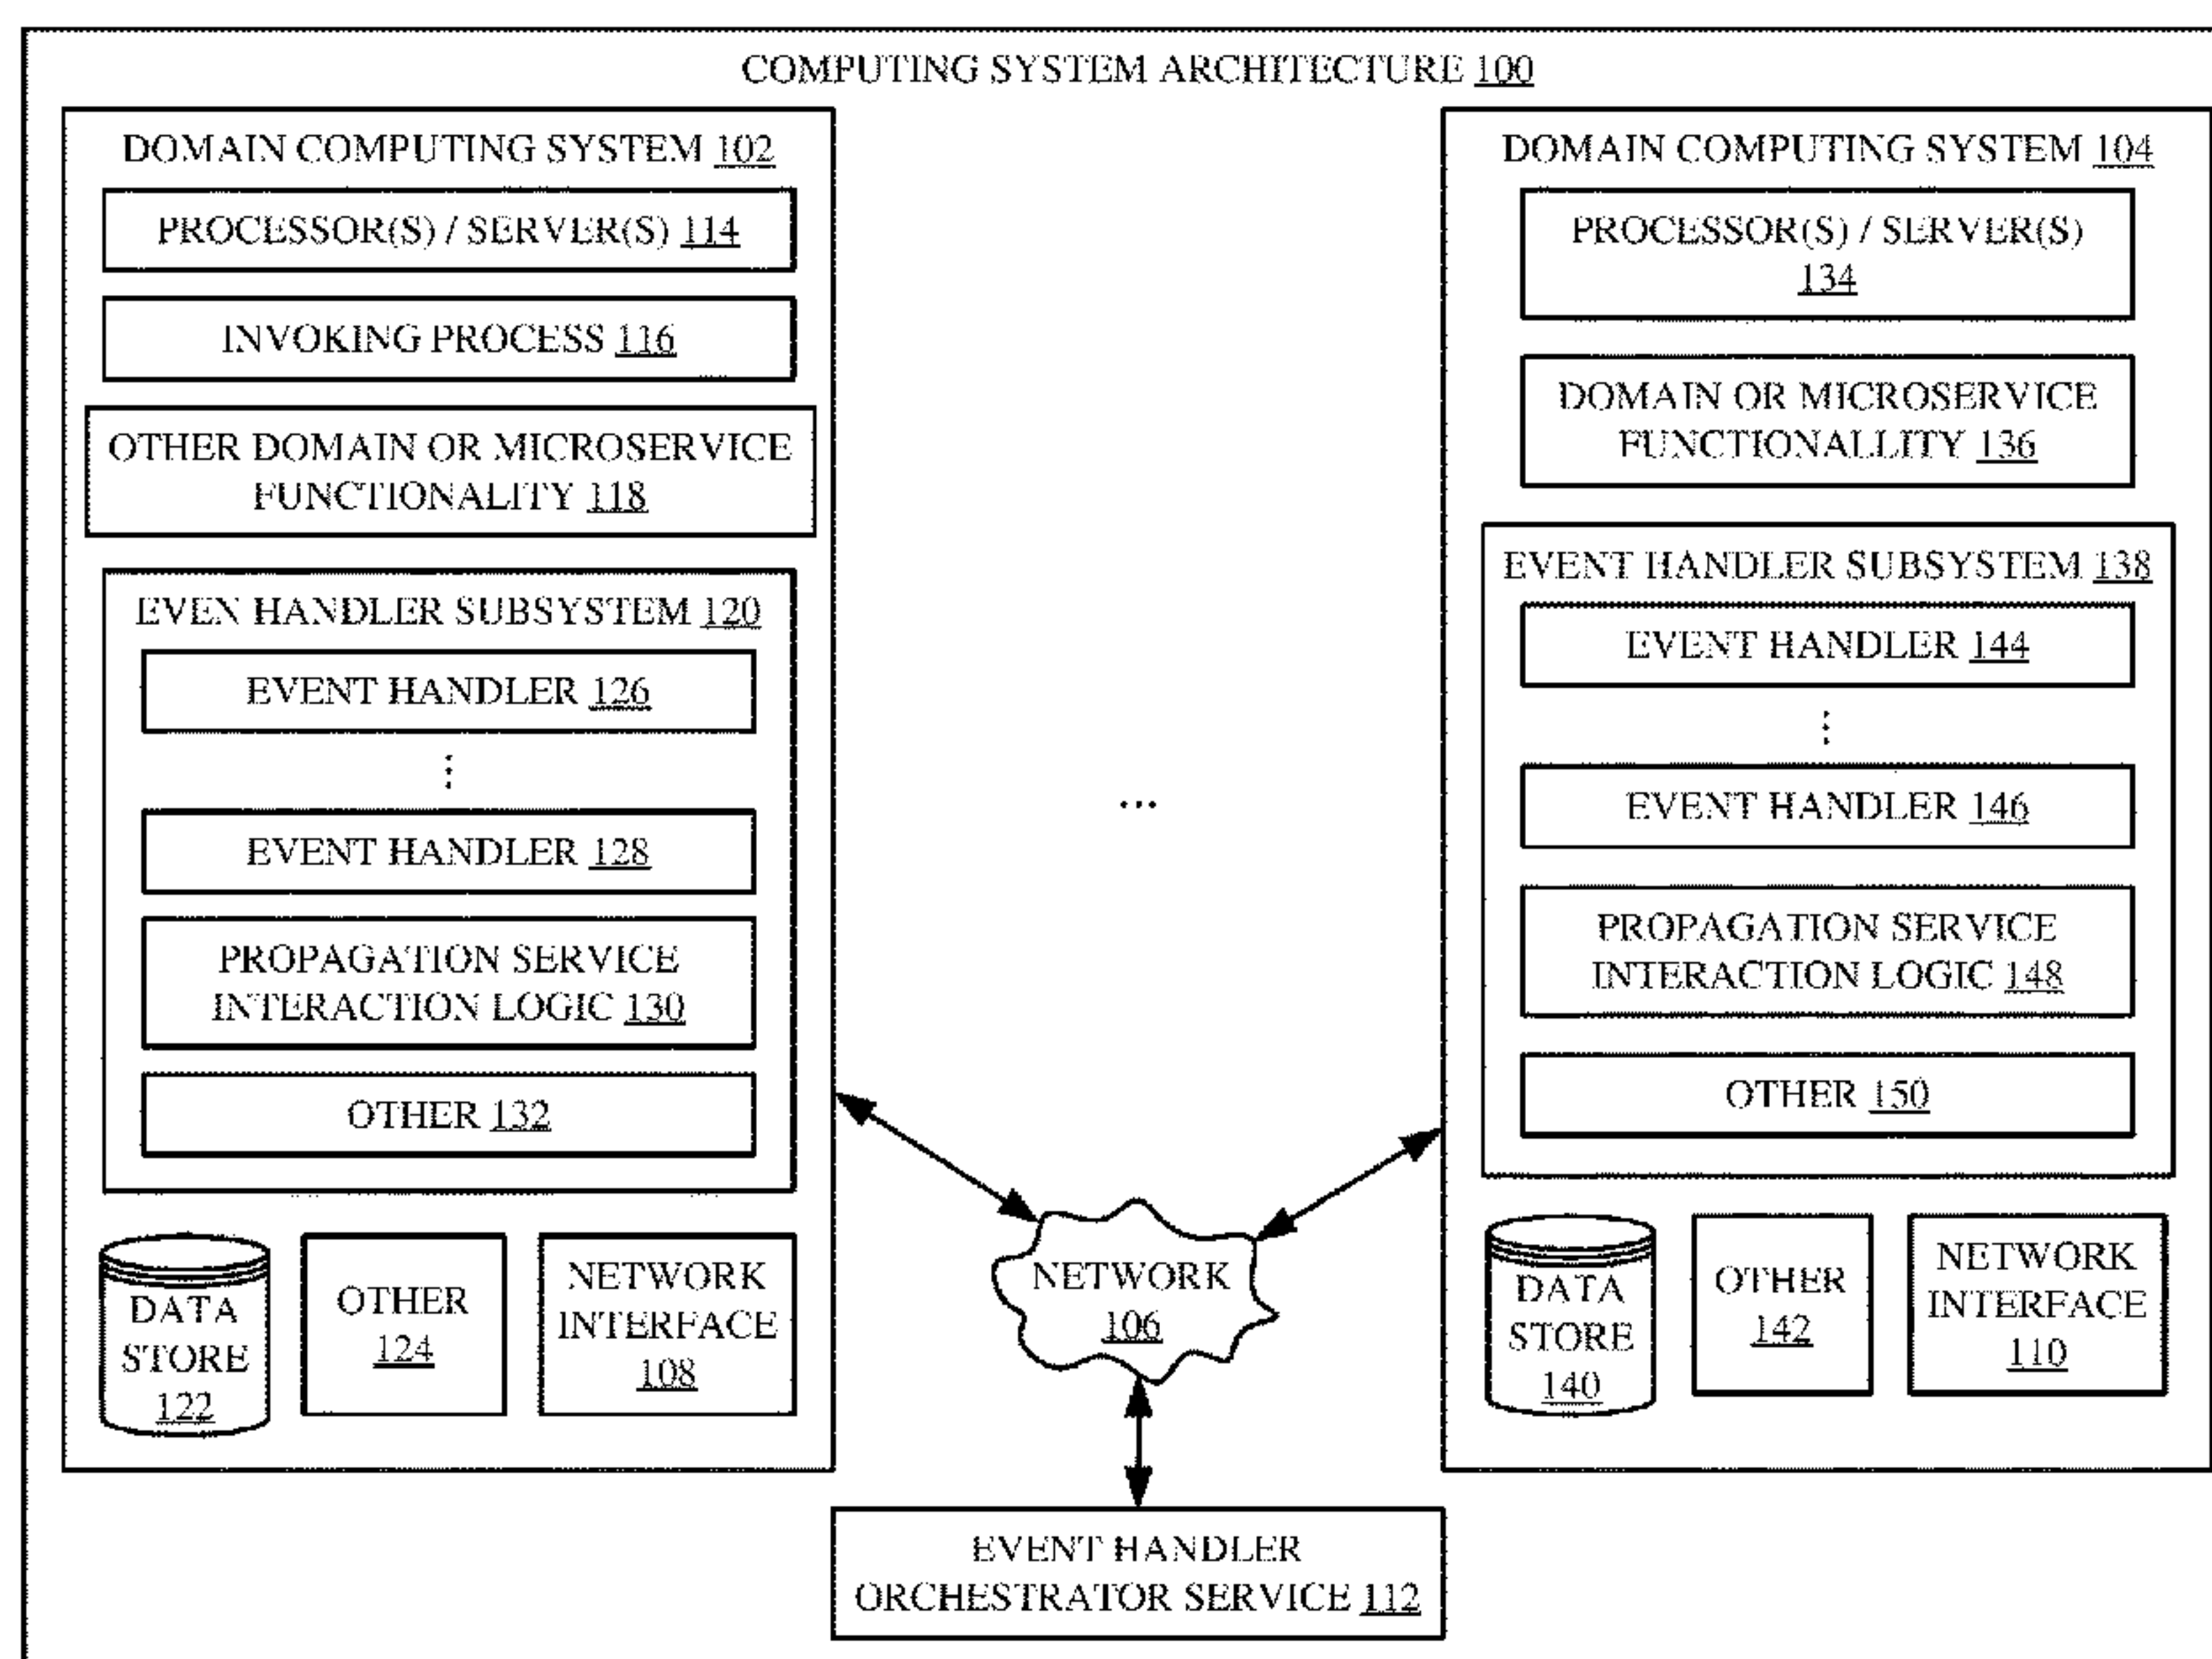 COMPUTING SYSTEM ARCHITECTURE 100
DOMAIN COMPUTING SYSTEM 102
PROCESSOR(S) / SERVER(S) 114
INVOKING PROCESS 116
OTHER DOMAIN OR MICROSERVICE
FUNCTIONALITY 118
EVEN HANDLER SUBSYSTEM 120
EVENT HANDLER 126
EVENT HANDLER 128
PROPAGATION SERVICE
INTERACTION LOGIC 130
OTHER 132
DATA
STORE
122
OTHER
124
NETWORK
INTERFACE
108
...
NETWORK
106
EVENT HANDLER
ORCHESTRATOR SERVICE 112
DOMAIN COMPUTING SYSTEM 104
PROCESSOR(S) / SERVER(S)
134
DOMAIN OR MICROSERVICE
FUNCTIONALLITY 136
EVENT HANDLER SUBSYSTEM 138
EVENT HANDLER 144
EVENT HANDLER 146
PROPAGATION SERVICE
INTERACTION LOGIC 148
OTHER 150
DATA
STORE
140
OTHER
142
NETWORK
INTERFACE
110